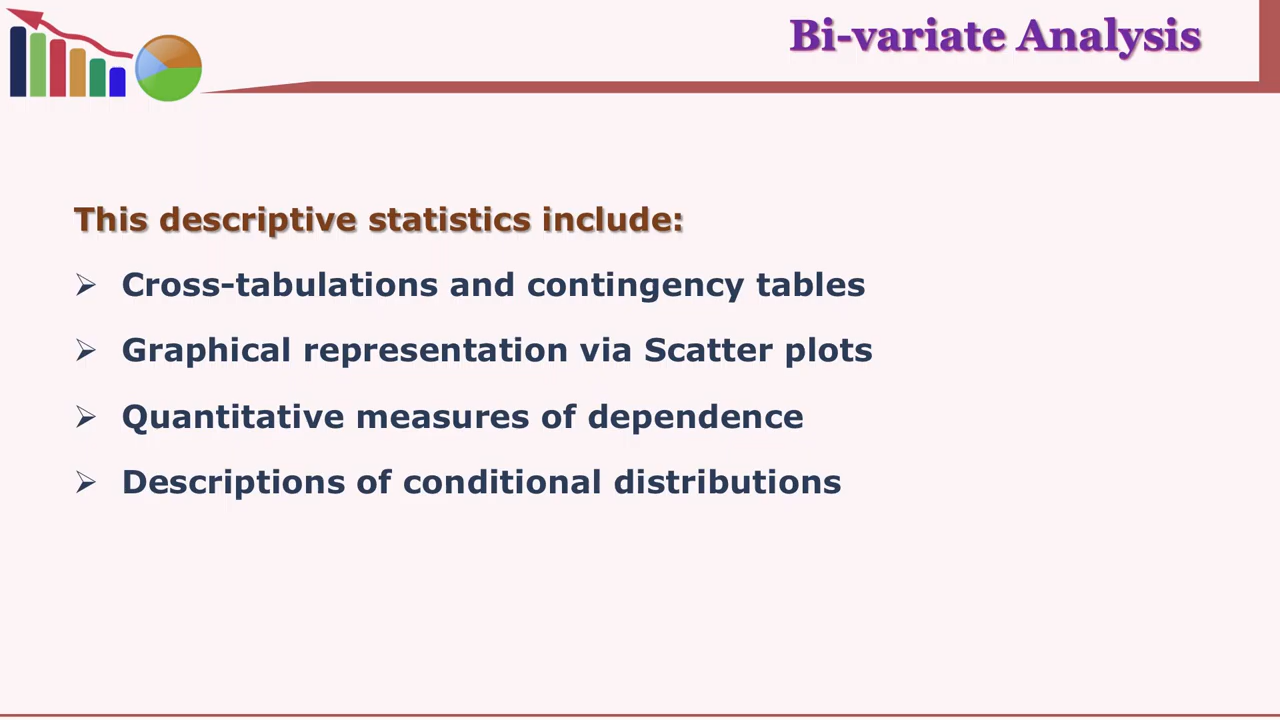 Bi-variate Analysis
This descriptive statistics include:
➢ Cross-tabulations and contingency tables
➢ Graphical representation via Scatter plots
➢ Quantitative measures of dependence
➢ Descriptions of conditional distributions